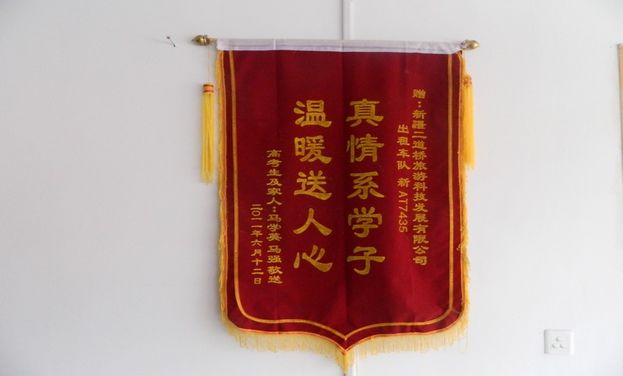 赠：新疆二道桥旅游科技发展有限公司
出租车队 新AT7435
真情系学子
温暖送人心
高考生及家人：马学英 马强敬送
二〇一一年六月十二日